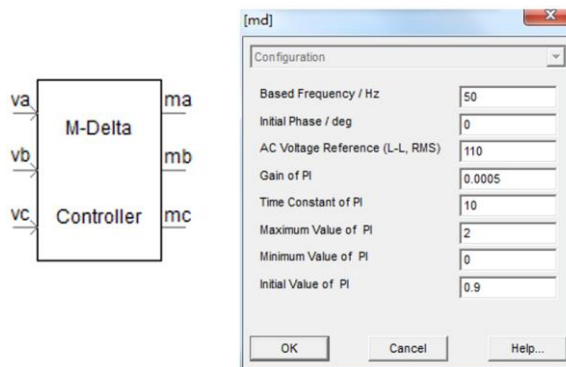 [md]
Configuration
va ma
M-Delta
vb mb
vc Controller mc
Based Frequency / Hz 50
Initial Phase / deg 0
AC Voltage Reference (L-L, RMS) 110
Gain of PI 0.0005
Time Constant of PI 10
Maximum Value of PI 2
Minimum Value of PI 0
Initial Value of PI 0.9
OK Cancel Help...